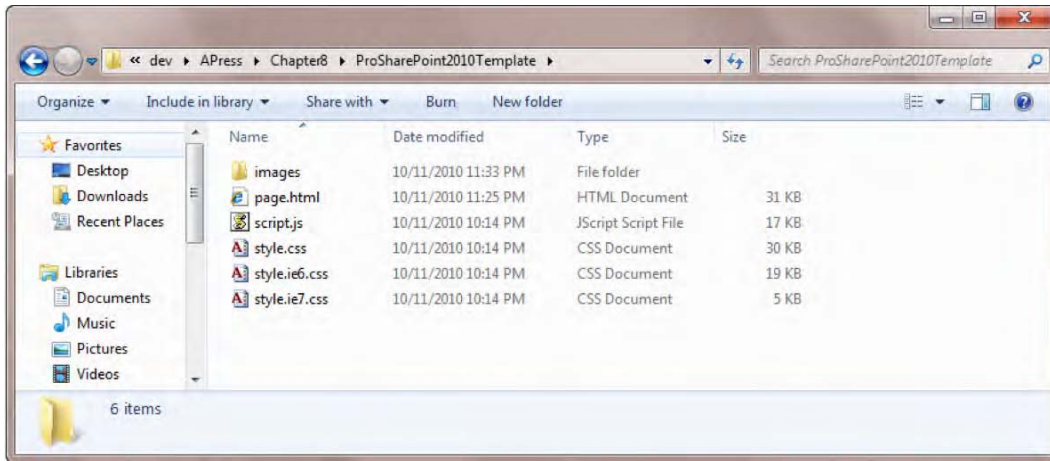 « dev ▸ APress ▸ Chapter8 ▸ ProSharePoint2010Template ▸ Search ProSharePoint2010Template
Organize Include in library Share with Burn New folder
Favorites Name Date modified Type Size
Desktop images 10/11/2010 11:33 PM File folder
Downloads page.html 10/11/2010 11:25 PM HTML Document 31 KB
Recent Places script.js 10/11/2010 10:14 PM JScript Script File 17 KB
style.css 10/11/2010 10:14 PM CSS Document 30 KB
Libraries style.ie6.css 10/11/2010 10:14 PM CSS Document 19 KB
Documents style.ie7.css 10/11/2010 10:14 PM CSS Document 5 KB
Music
Pictures
Videos
6 items